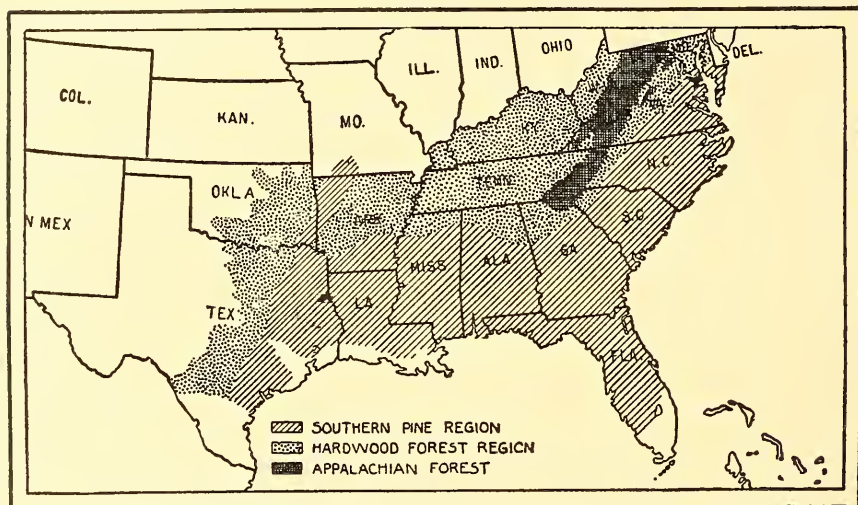 COL.
KAN.
MO.
ILL.
IND.
OHIO
DEL.
KY.
N MEX
OKLA
ARK
TENN.
N.C.
S.C
TEX.
LA.
MISS
ALA
GA
FLA.
SOUTHERN PINE REGION
HARDWOOD FOREST REGION
APPALACHIAN FOREST